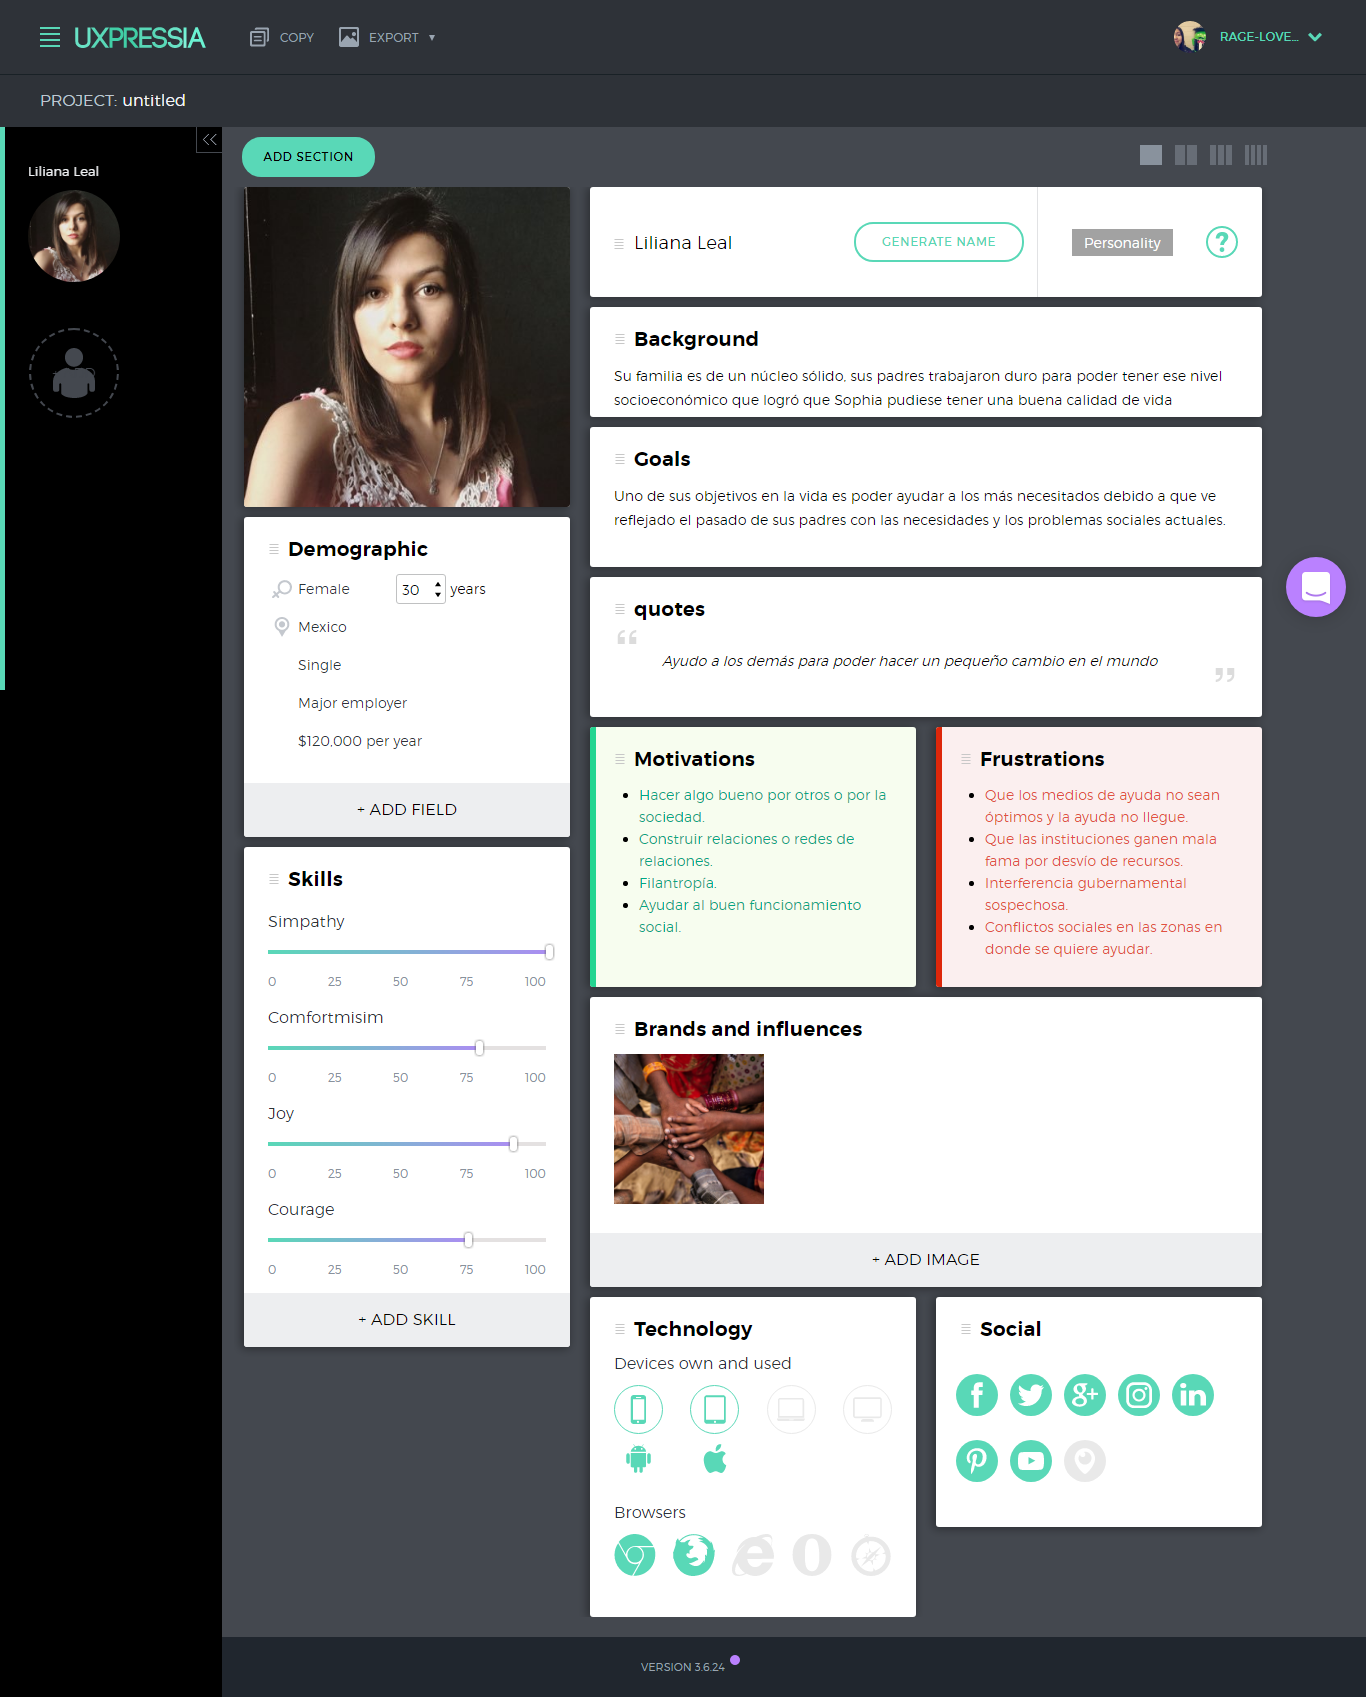 UXPRESSIA
COPY
EXPORT
RAGE-LOVE...
PROJECT: untitled
Liliana Leal
ADD SECTION
Liliana Leal
GENERATE NAME
Personality
?
Background
Su familia es de un núcleo sólido, sus padres trabajaron duro para poder tener ese nivel
socioeconómico que logró que Sophia pudiese tener una buena calidad de vida
Goals
Uno de sus objetivos en la vida es poder ayudar a los más necesitados debido a que ve
reflejado el pasado de sus padres con las necesidades y los problemas sociales actuales.
Demographic
Female
30 years
Mexico
Single
Major employer
$120,000 per year
+ ADD FIELD
quotes
“
Ayudo a los demás para poder hacer un pequeño cambio en el mundo
”
Motivations
Hacer algo bueno por otros o por la
sociedad.
Construir relaciones o redes de
relaciones.
Filantropía.
Ayudar al buen funcionamiento
social.
Frustrations
Que los medios de ayuda no sean
óptimos y la ayuda no llegue.
Que las instituciones ganen mala
fama por desvío de recursos.
Interferencia gubernamental
sospechosa.
Conflictos sociales en las zonas en
donde se quiere ayudar.
Skills
Simpathy
0 25 50 75 100
Comfortmisim
0 25 50 75 100
Joy
0 25 50 75 100
Courage
0 25 50 75 100
+ ADD SKILL
Brands and influences
+ ADD IMAGE
Technology
Devices own and used
Browsers
Social
VERSION 3.6.24